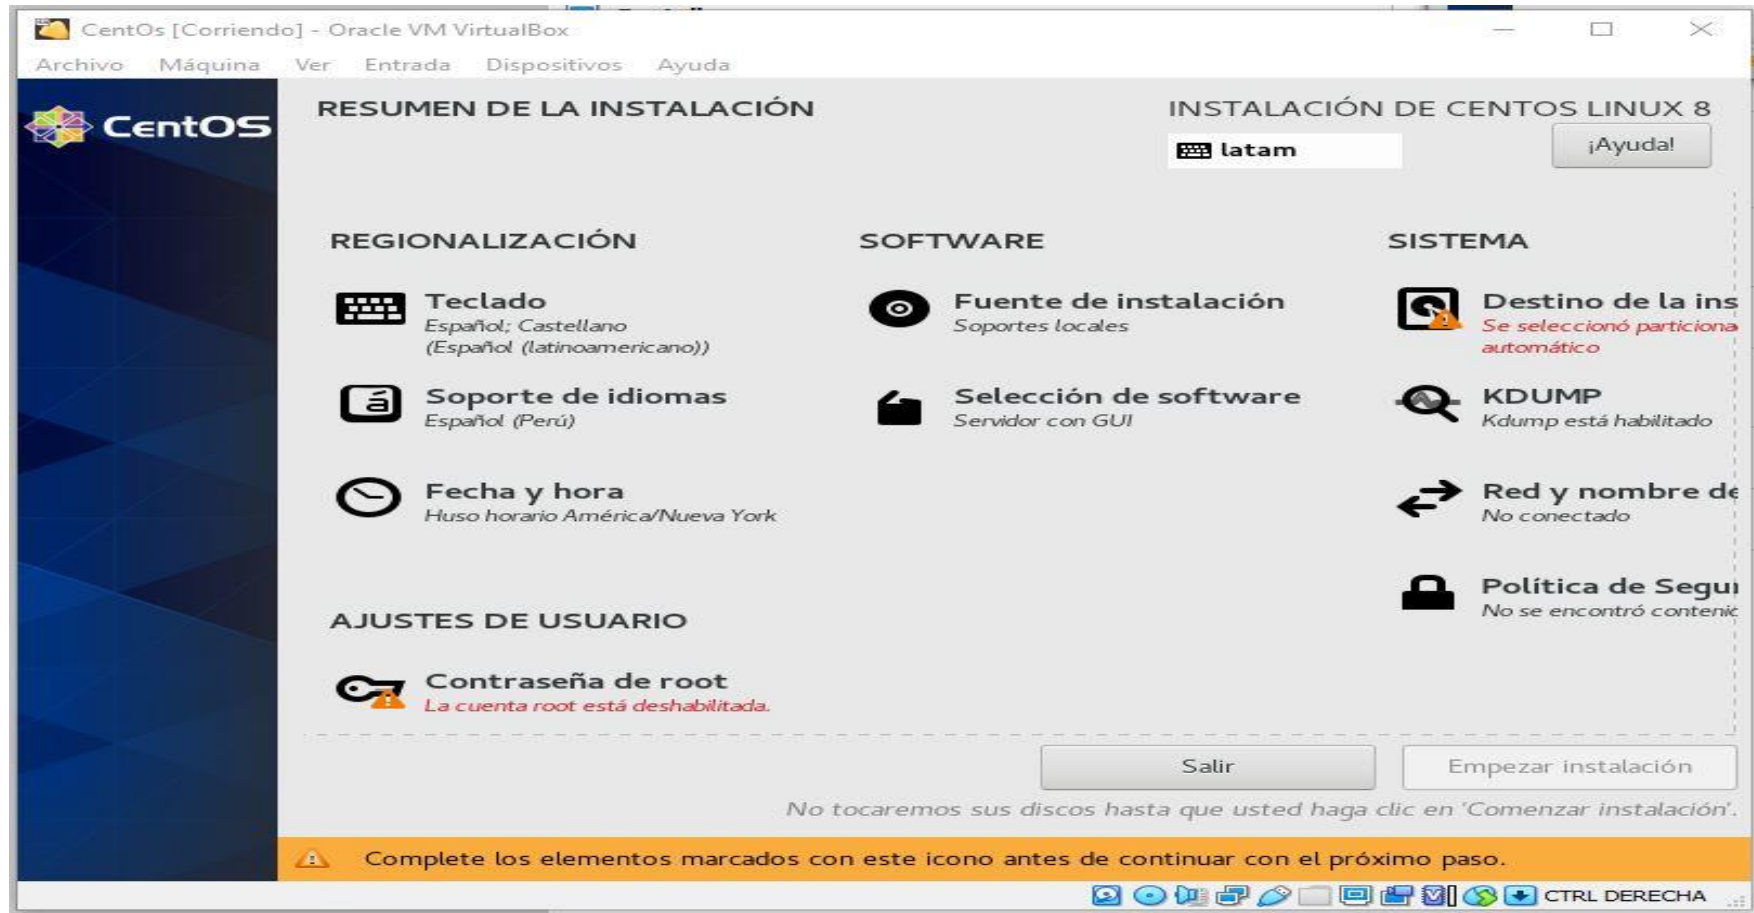 CentOs [Corriendo] - Oracle VM VirtualBox
Archivo Máquina Ver Entrada Dispositivos Ayuda
CentOS
RESUMEN DE LA INSTALACIÓN
INSTALACIÓN DE CENTOS LINUX 8
latam
¡Ayuda!
REGIONALIZACIÓN
Teclado
Español; Castellano
(Español (latinoamericano))
Soporte de idiomas
Español (Perú)
Fecha y hora
Huso horario América/Nueva York
SOFTWARE
Fuente de instalación
Soportes locales
Selección de software
Servidor con GUI
SISTEMA
Destino de la ins
Se seleccionó particiona
automático
KDUMP
Kdump está habilitado
Red y nombre de
No conectado
Política de Segu
No se encontró conteni
AJUSTES DE USUARIO
Contraseña de root
La cuenta root está deshabilitada.
Salir
Empezar instalación
No tocaremos sus discos hasta que usted haga clic en 'Comenzar instalación'.
Complete los elementos marcados con este icono antes de continuar con el próximo paso.
CTRL DERECHA